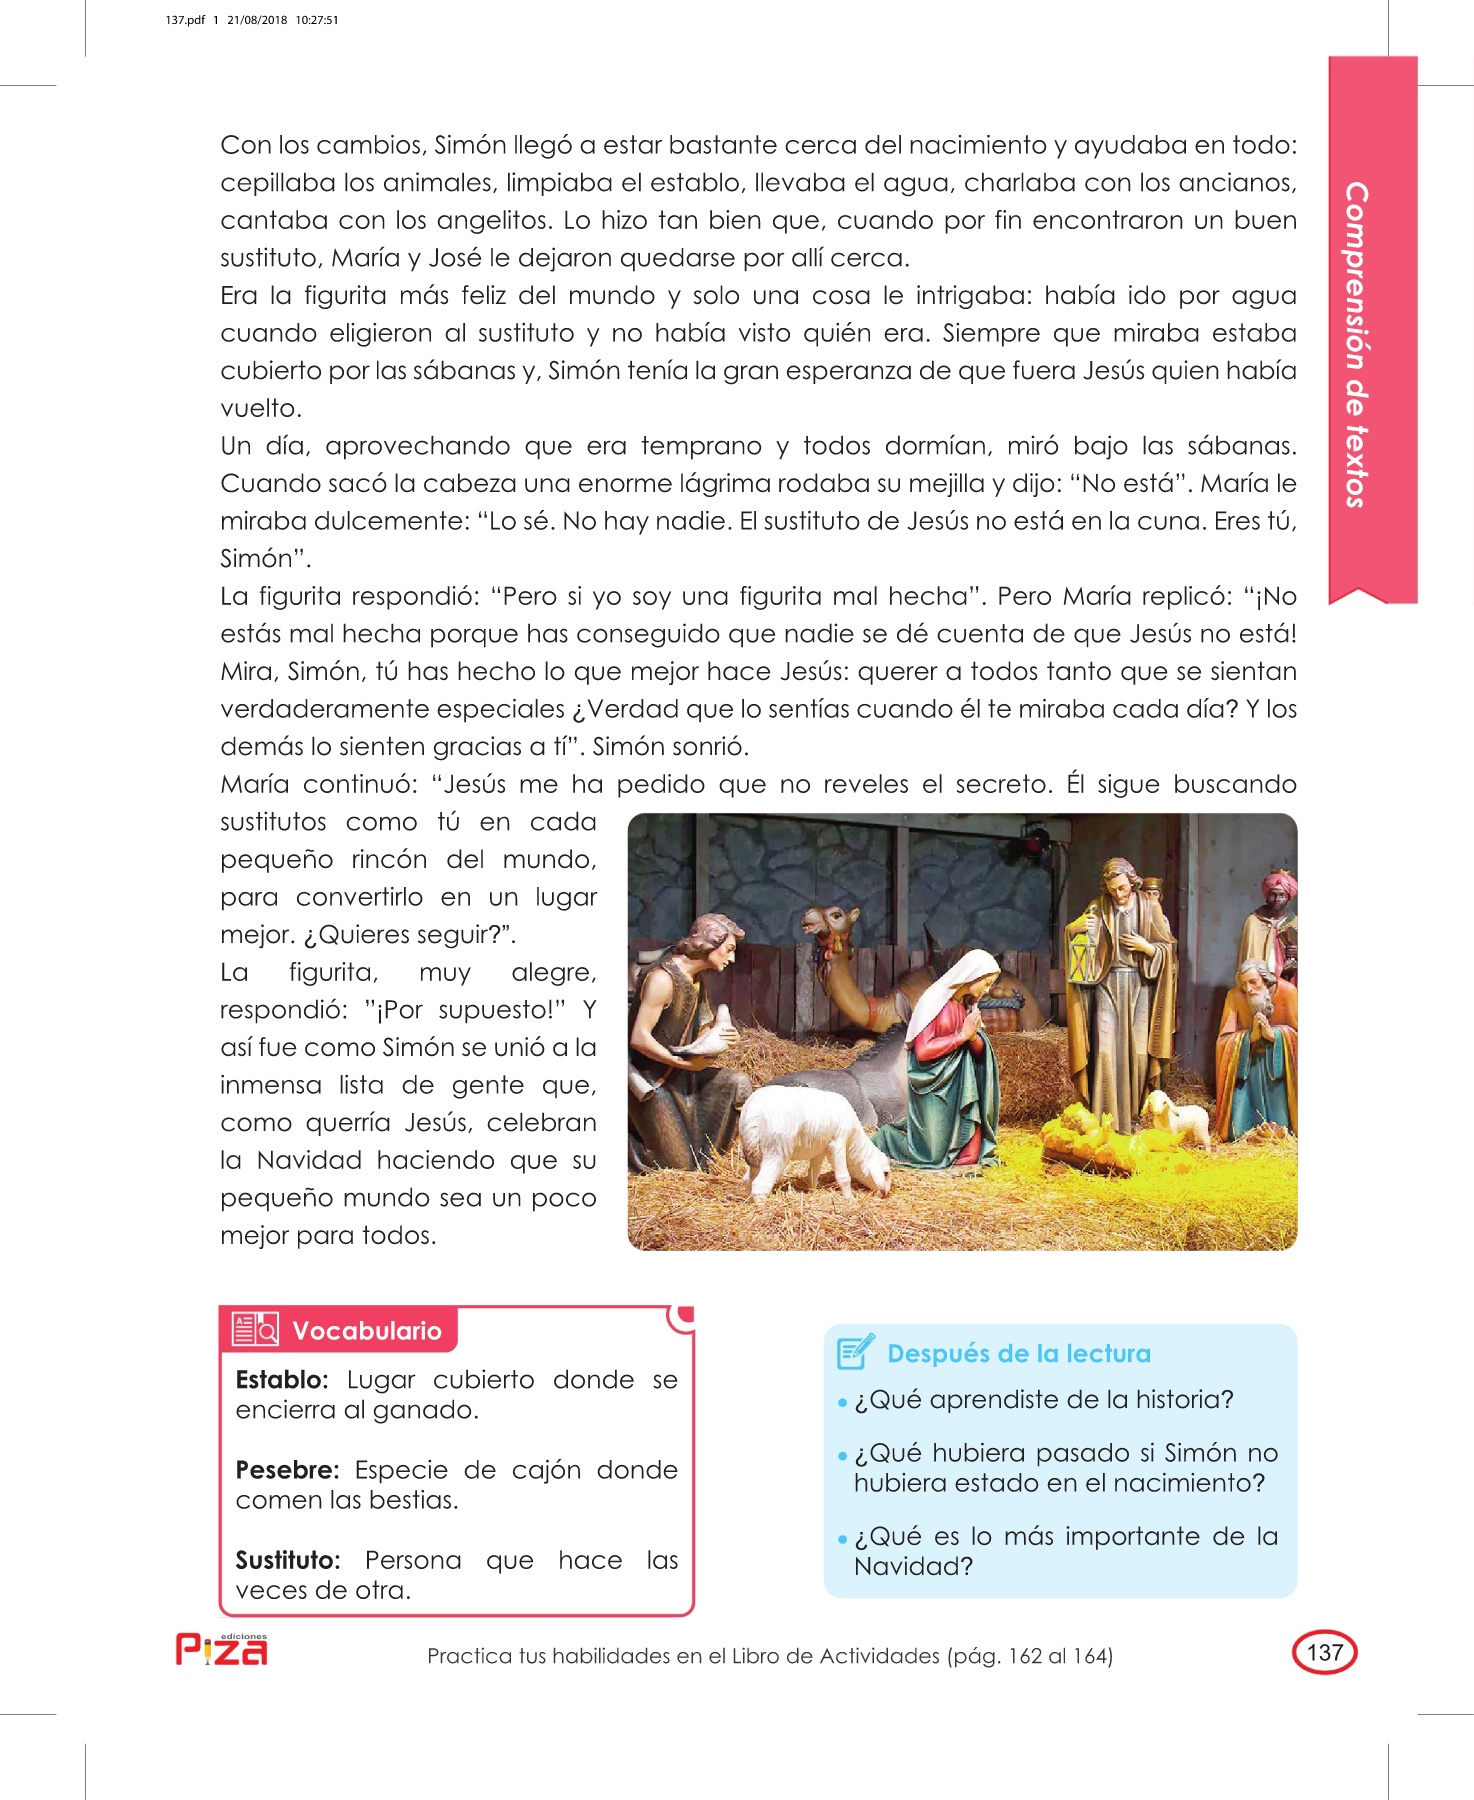 137.pdf 1 21/08/2018 10:27:51
Con los cambios, Simón llegó a estar bastante cerca del nacimiento y ayudaba en todo:
cepillaba los animales, limpiaba el establo, llevaba el agua, charlaba con los ancianos,
cantaba con los angelitos. Lo hizo tan bien que, cuando por fin encontraron un buen
sustituto, María y José le dejaron quedarse por allí cerca.
Era la figurita más feliz del mundo y solo una cosa le intrigaba: había ido por agua
cuando eligieron al sustituto y no había visto quién era. Siempre que miraba estaba
cubierto por las sábanas y, Simón tenía la gran esperanza de que fuera Jesús quien había
vuelto.
Un día, aprovechando que era temprano y todos dormían, miró bajo las sábanas.
Cuando sacó la cabeza una enorme lágrima rodaba su mejilla y dijo: “No está”. María le
miraba dulcemente: “Lo sé. No hay nadie. El sustituto de Jesús no está en la cuna. Eres tú,
Simón”.
La figurita respondió: “Pero si yo soy una figurita mal hecha”. Pero María replicó: “¡No
estás mal hecha porque has conseguido que nadie se dé cuenta de que Jesús no está!
Mira, Simón, tú has hecho lo que mejor hace Jesús: querer a todos tanto que se sientan
verdaderamente especiales ¿Verdad que lo sentías cuando él te miraba cada día? Y los
demás lo sienten gracias a tí”. Simón sonrió.
María continuó: “Jesús me ha pedido que no reveles el secreto. Él sigue buscando
sustitutos como tú en cada
pequeño rincón del mundo,
para convertirlo en un lugar
mejor. ¿Quieres seguir?”.
La figurita, muy alegre,
respondió: ”¡Por supuesto!” Y
así fue como Simón se unió a la
inmensa lista de gente que,
como querría Jesús, celebran
la Navidad haciendo que su
pequeño mundo sea un poco
mejor para todos.
Comprensión de textos
Vocabulario
Establo: Lugar cubierto donde se
encierra al ganado.
Pesebre: Especie de cajón donde
comen las bestias.
Sustituto: Persona que hace las
veces de otra.
Después de la lectura
• ¿Qué aprendiste de la historia?
• ¿Qué hubiera pasado si Simón no
hubiera estado en el nacimiento?
• ¿Qué es lo más importante de la
Navidad?
ediciones
Piza
Practica tus habilidades en el Libro de Actividades (pág. 162 al 164)
137